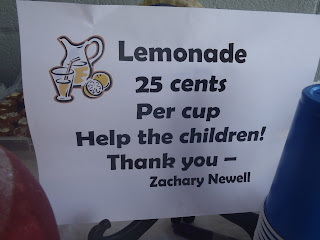 Lemonade
25 cents
Per cup
Help the children!
Thank you –
Zachary Newell